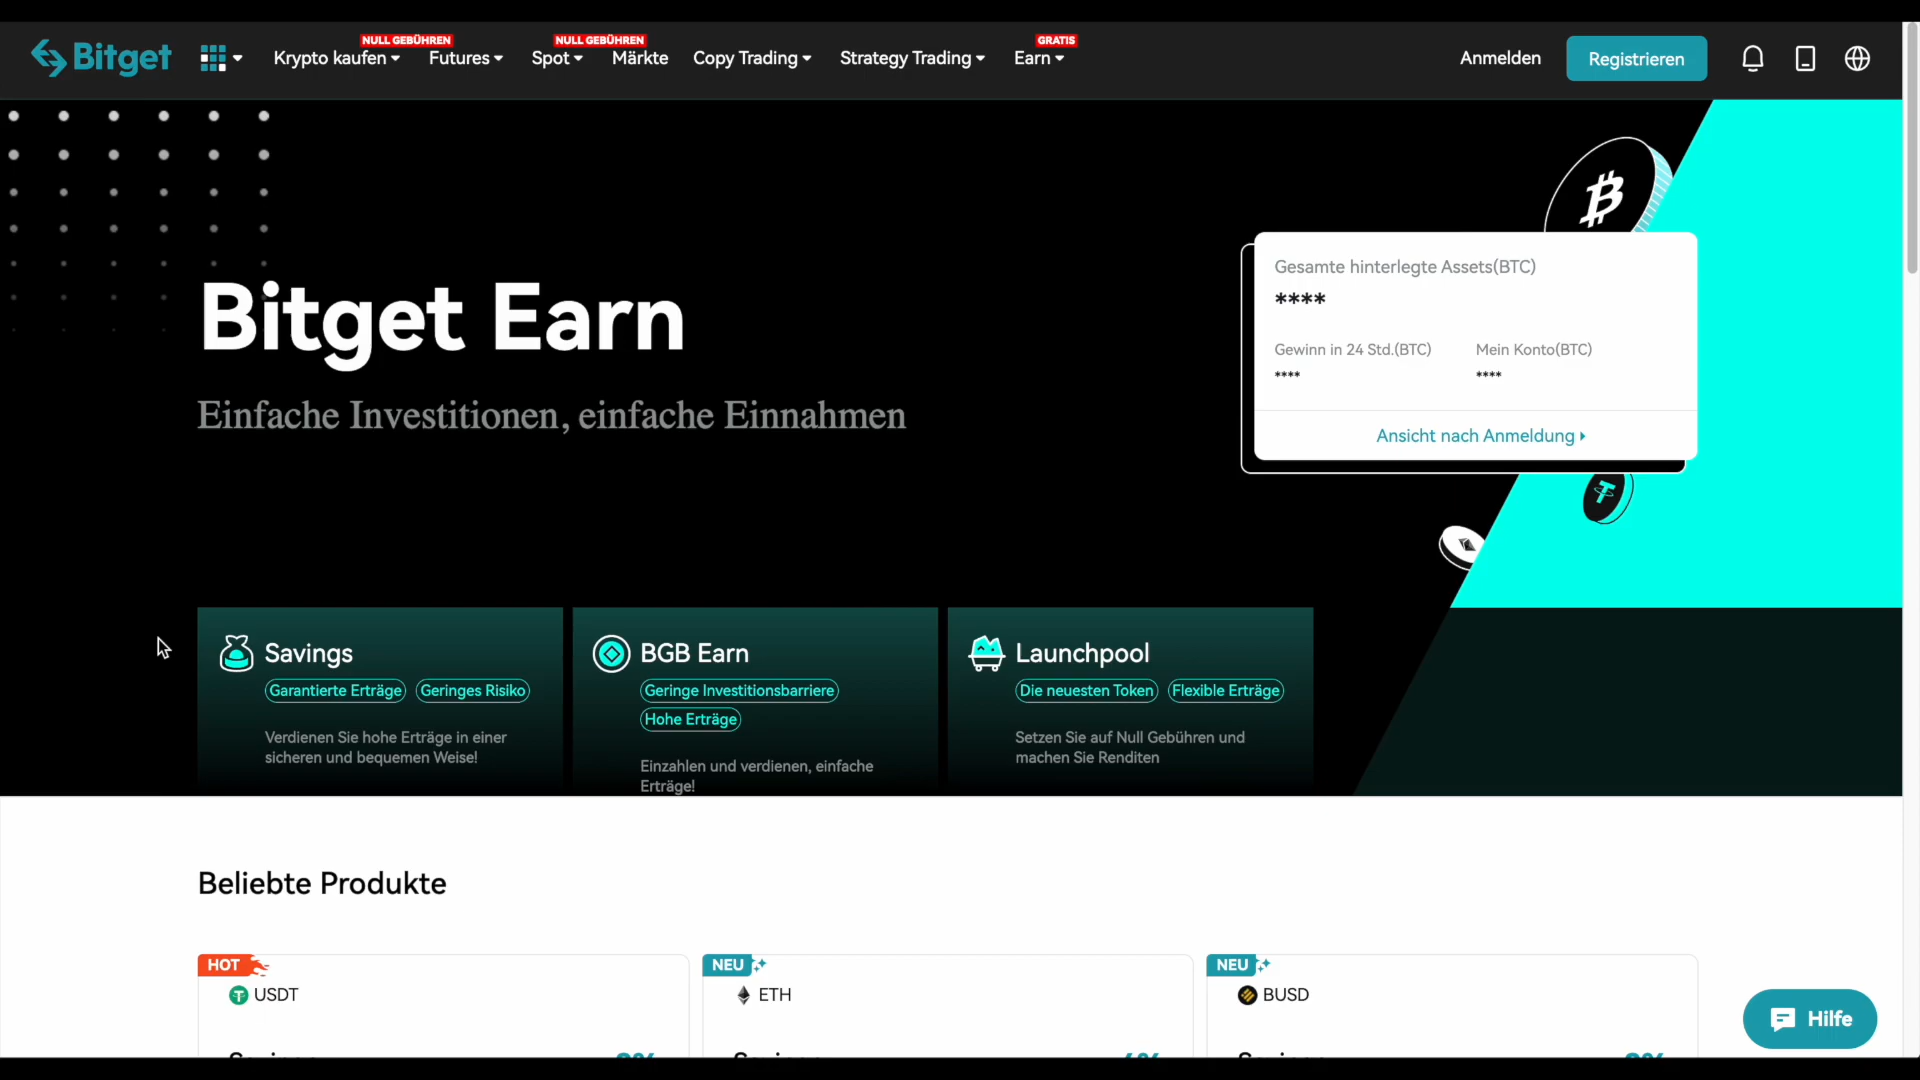 Bitget
Krypto kaufen
NULL GEBÜHREN
Futures
Spot
NULL GEBÜHREN
Märkte
Copy Trading
Strategy Trading
Earn
GRATIS
Anmelden
Registrieren
Bitget Earn
Einfache Investitionen, einfache Einnahmen
Gesamte hinterlegte Assets(BTC)
****
Gewinn in 24 Std.(BTC)
****
Mein Konto(BTC)
****
Ansicht nach Anmeldung
Savings
Garantierte Erträge
Geringes Risiko
Verdienen Sie hohe Erträge in einer
sicheren und bequemen Weise!
BGB Earn
Geringe Investitionsbarriere
Hohe Erträge
Einzahlen und verdienen, einfache
Erträge!
Launchpool
Die neuesten Token
Flexible Erträge
Setzen Sie auf Null Gebühren und
machen Sie Renditen
Beliebte Produkte
HOT
USDT
NEU
ETH
NEU
BUSD
Hilfe